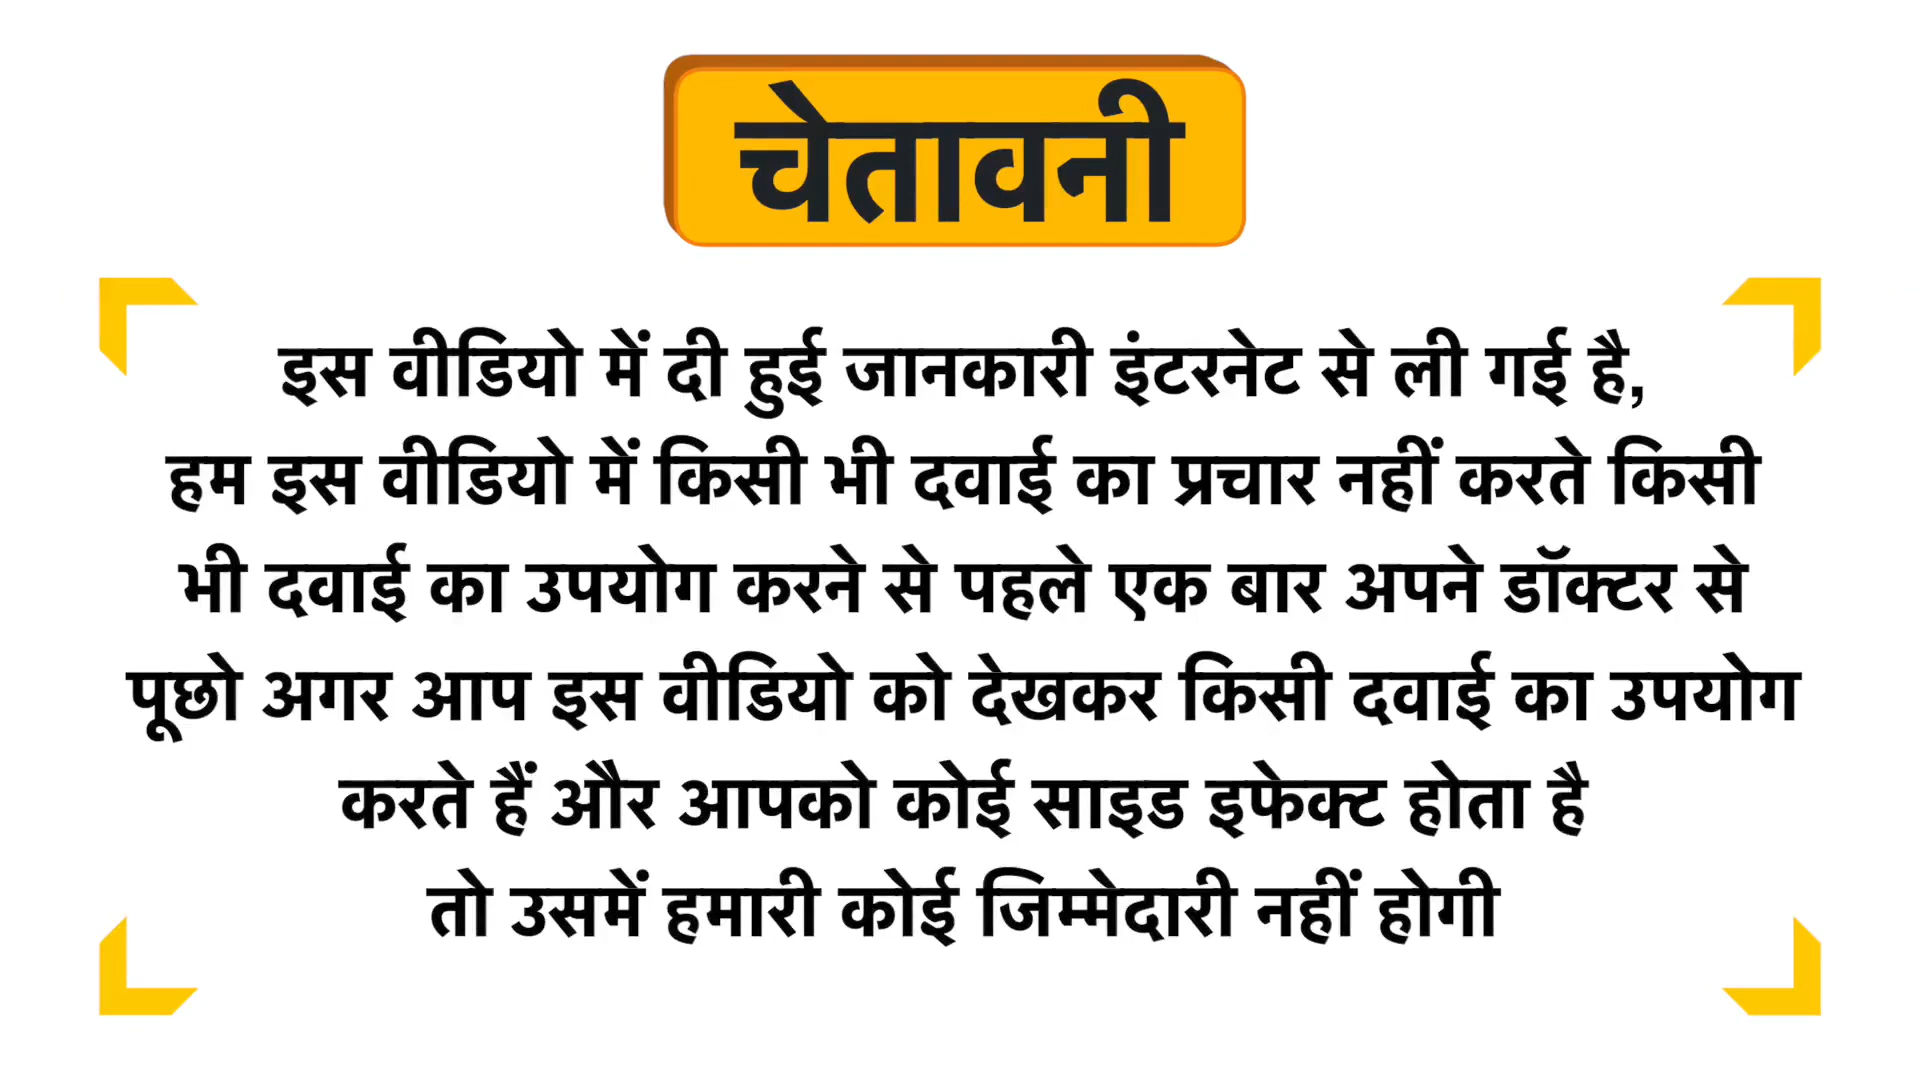 चेतावनी
इस वीडियो में दी हुई जानकारी इंटरनेट से ली गई है,
हम इस वीडियो में किसी भी दवाई का प्रचार नहीं करते किसी
भी दवाई का उपयोग करने से पहले एक बार अपने डॉक्टर से
पूछो अगर आप इस वीडियो को देखकर किसी दवाई का उपयोग
करते हैं और आपको कोई साइड इफेक्ट होता है
तो उसमें हमारी कोई जिम्मेदारी नहीं होगी